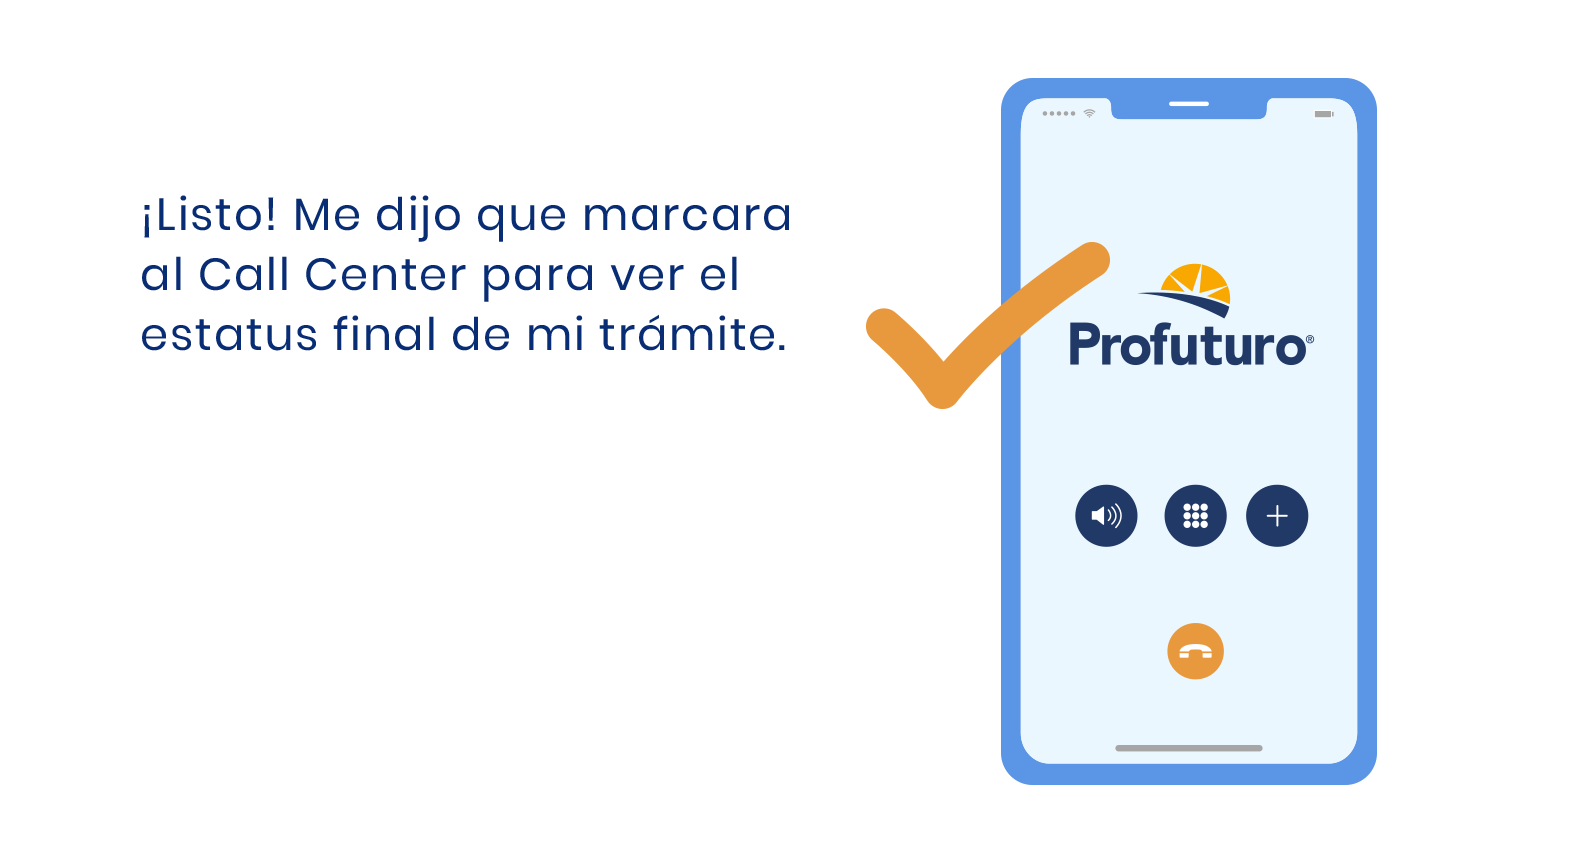 ¡Listo! Me dijo que marcara
al Call Center para ver el
estatus final de mi trámite.
Profuturo®